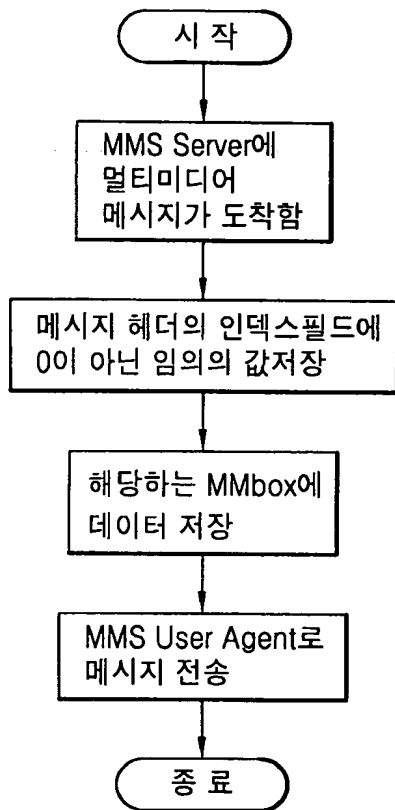 시 작
MMS Server에
멀티미디어
메시지가 도착함
메시지 헤더의 인덱스필드에
0이 아닌 임의의 값저장
해당하는 MMbox에
데이터 저장
MMS User Agent로
메시지 전송
종 료